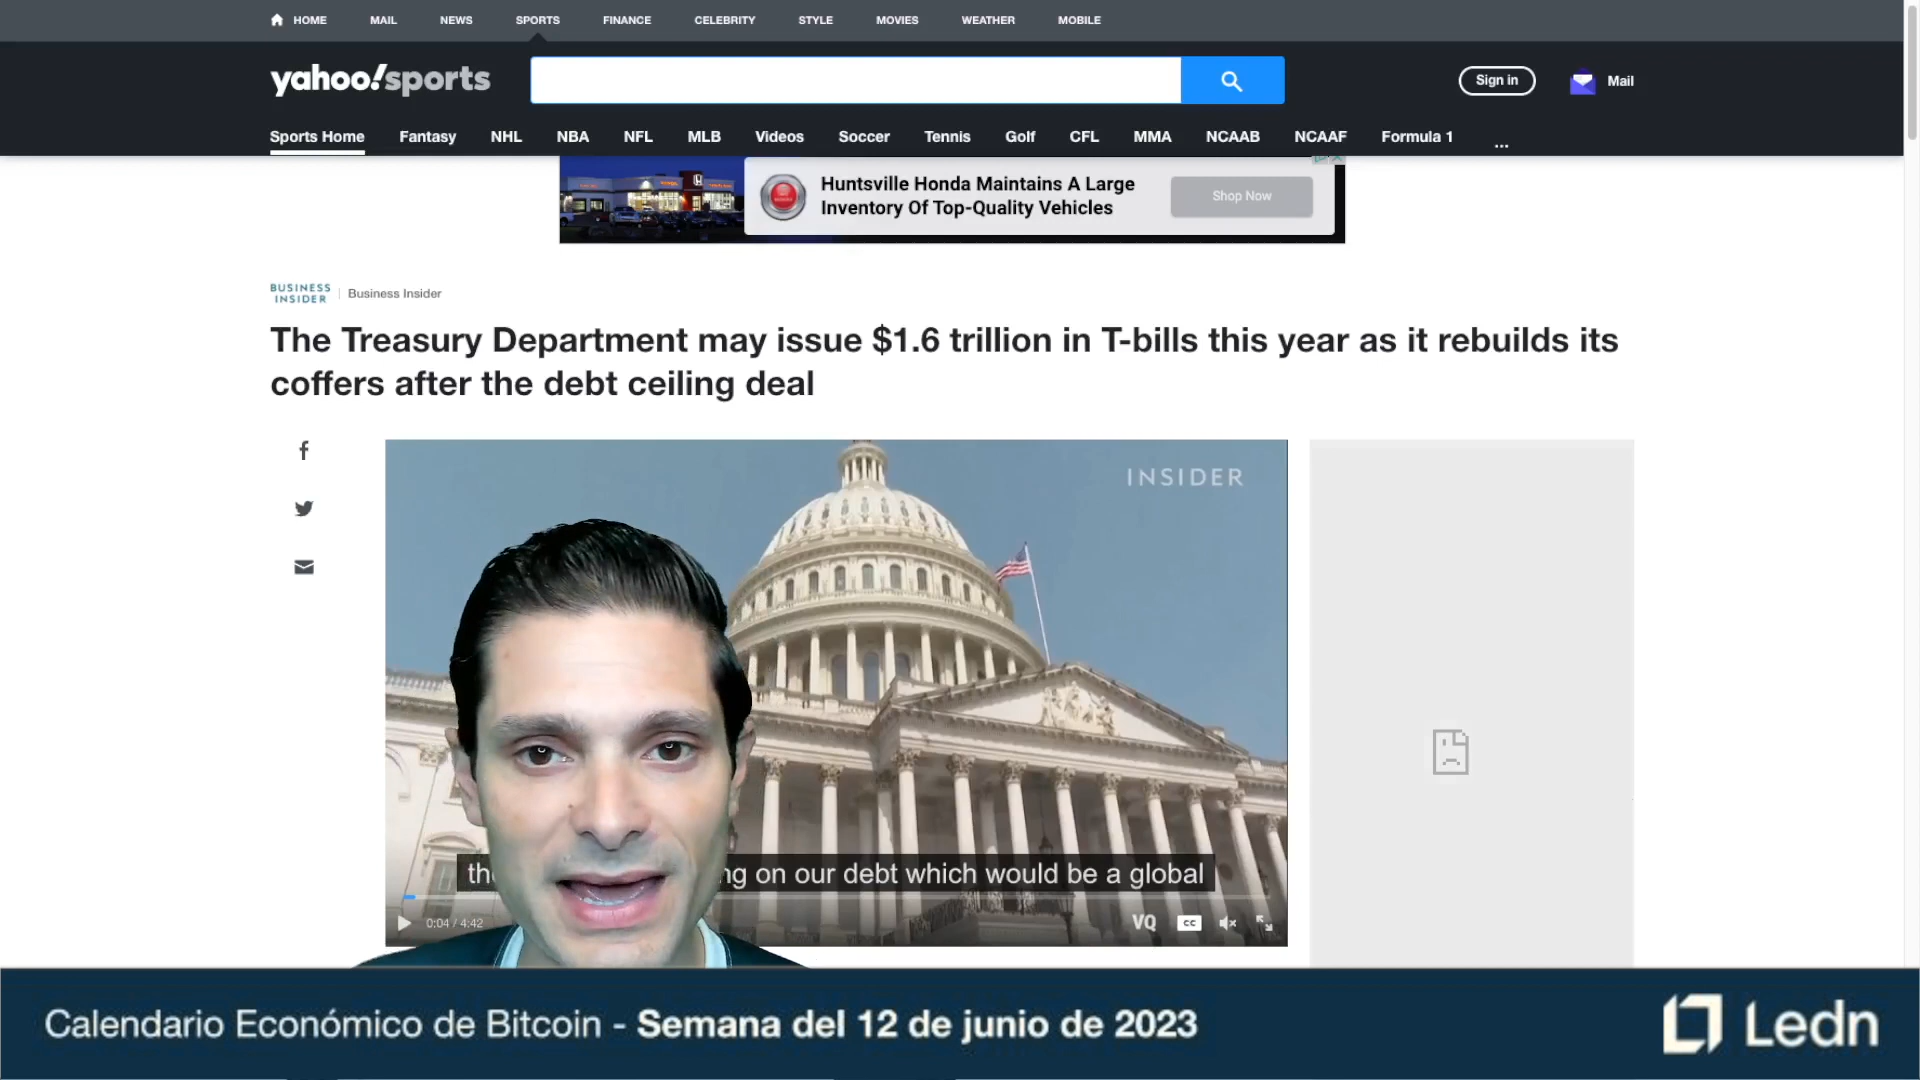 HOME MAIL NEWS SPORTS FINANCE CELEBRITY STYLE MOVIES WEATHER MOBILE
yahoo!sports
Sign in
Mail
Sports Home Fantasy NHL NBA NFL MLB Videos Soccer Tennis Golf CFL MMA NCAAB NCAAF Formula 1 ...
Huntsville Honda Maintains A Large
Inventory Of Top-Quality Vehicles
Shop Now
BUSINESS
INSIDER
Business Insider
The Treasury Department may issue $1.6 trillion in T-bills this year as it rebuilds its
coffers after the debt ceiling deal
INSIDER
on our debt which would be a global
0:04 / 4:42
VQ
CC
Calendario Económico de Bitcoin - Semana del 12 de junio de 2023
Ledn